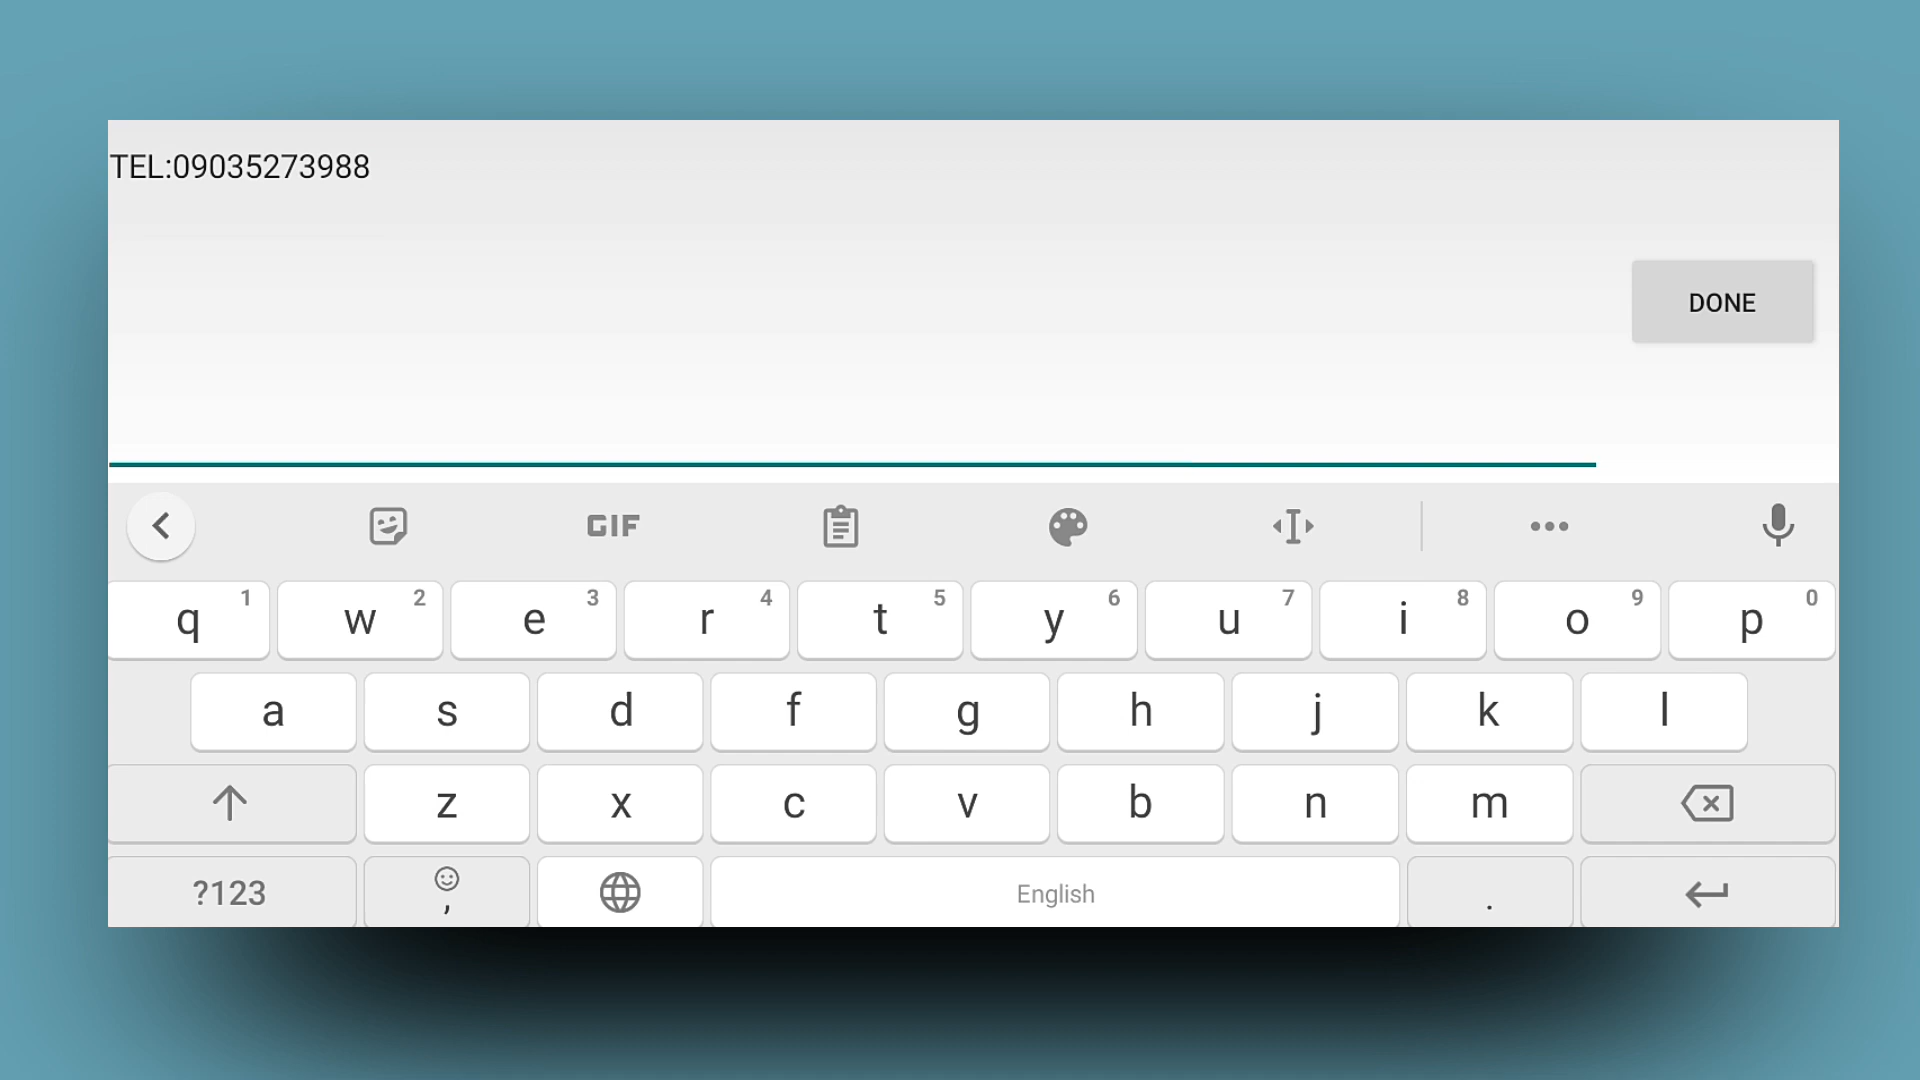 TEL:09035273988
DONE
GIF
q 1 w 2 e 3 r 4 t 5 y 6 u 7 i 8 o 9 p 0
a s d f g h j k l
z x c v b n m
?123 , English .